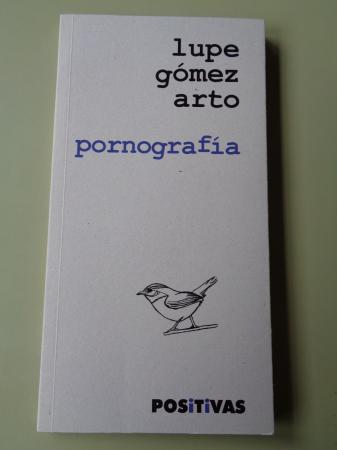 lupe
gómez
arto
pornografía
POSiTiVAS